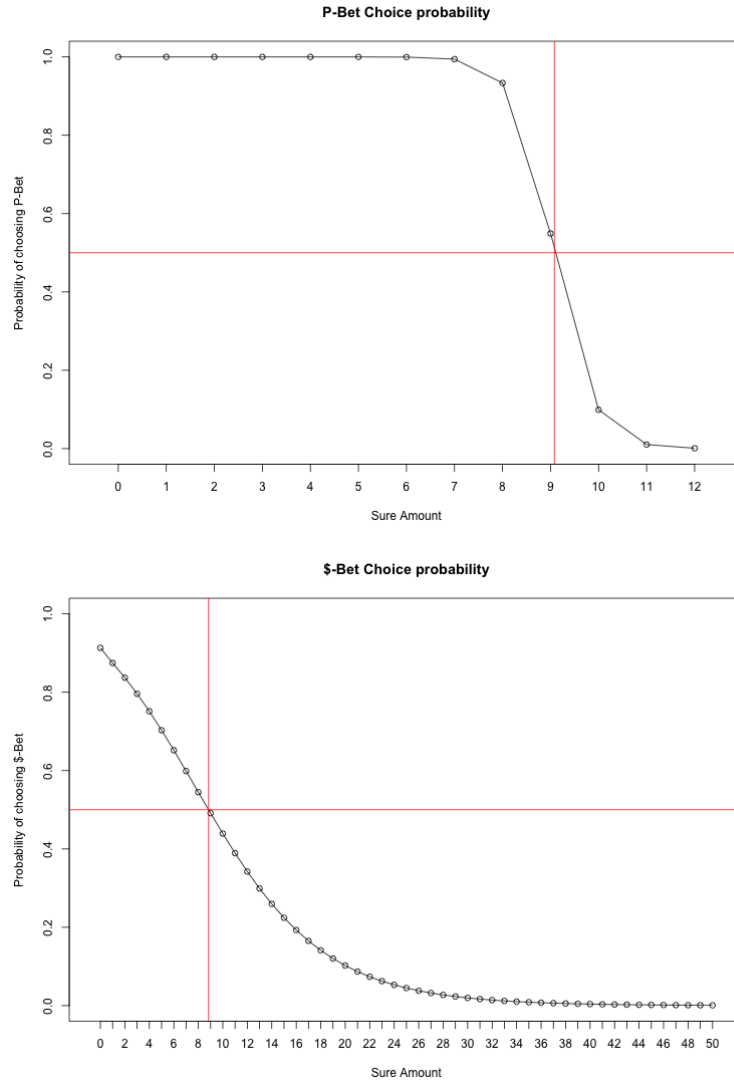 P-Bet Choice probability
Probability of choosing P-Bet
1.0
0.8
0.6
0.4
0.2
0.0
0 1 2 3 4 5 6 7 8 9 10 11 12
Sure Amount
$-Bet Choice probability
Probability of choosing $-Bet
1.0
0.8
0.6
0.4
0.2
0.0
0 2 4 6 8 10 12 14 16 18 20 22 24 26 28 30 32 34 36 38 40 42 44 46 48 50
Sure Amount